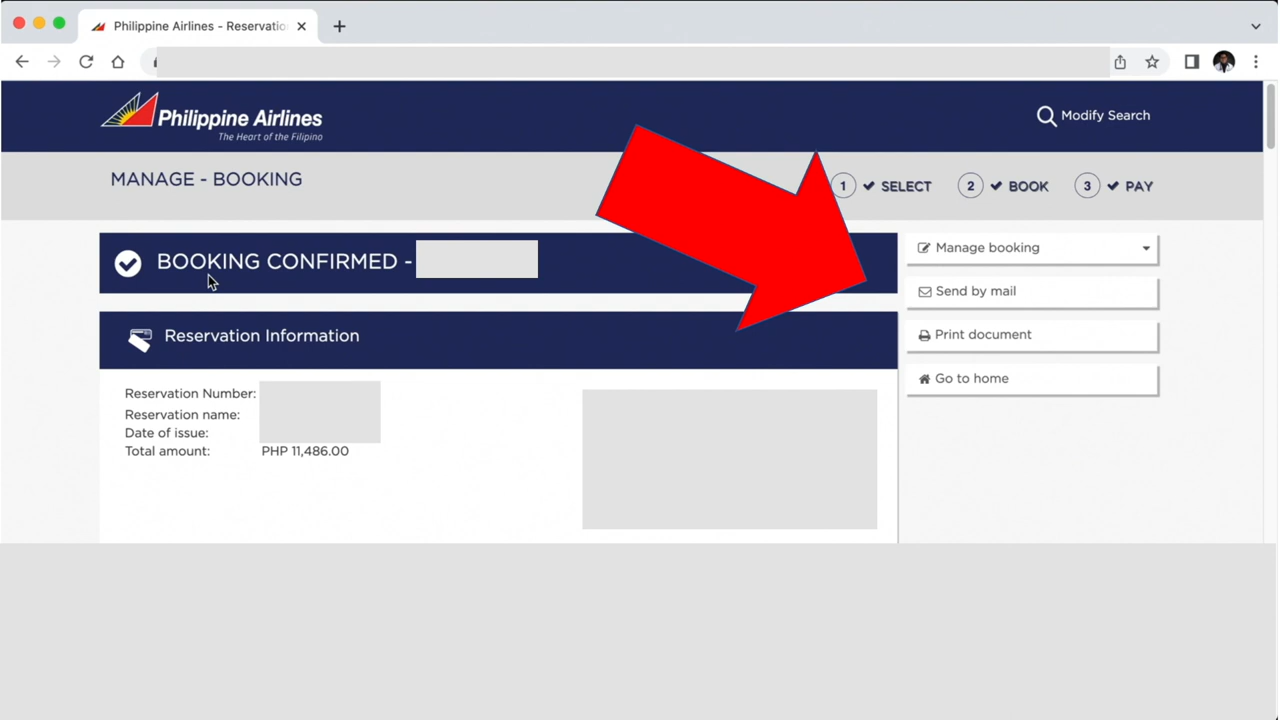 Philippine Airlines - Reservatio
Philippine Airlines
The Heart of the Filipino
Modify Search
MANAGE - BOOKING
1 SELECT 2 BOOK 3 PAY
BOOKING CONFIRMED -
Manage booking
Send by mail
Reservation Information
Print document
Go to home
Reservation Number:
Reservation name:
Date of issue:
Total amount: PHP 11,486.00